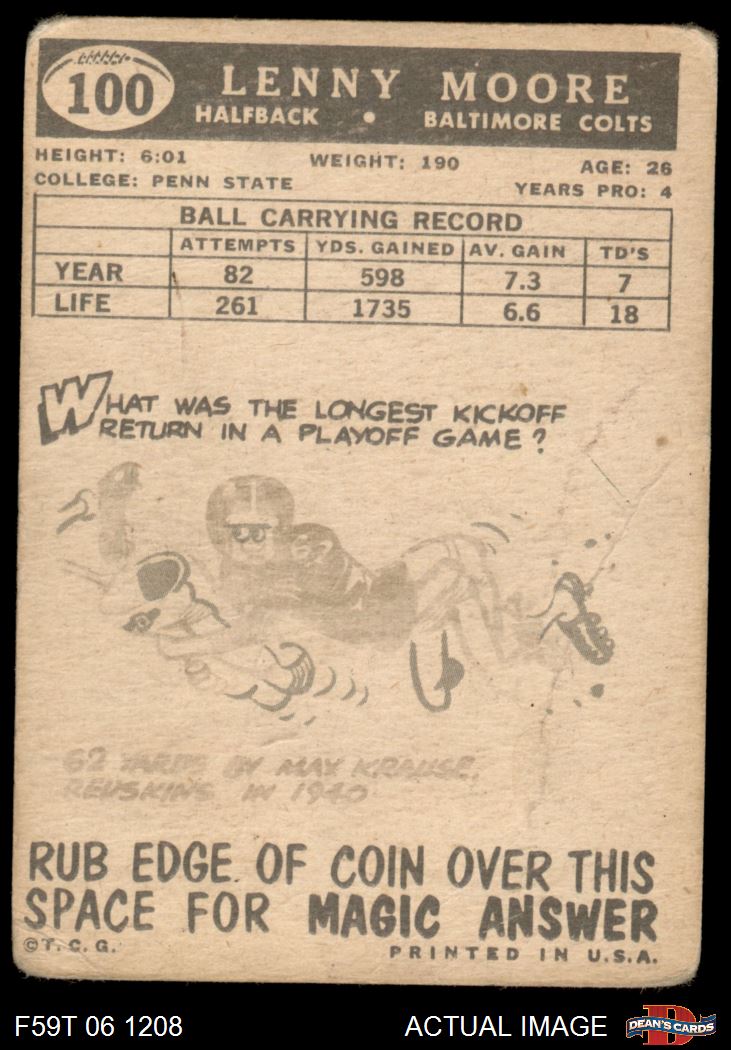 100
LENNY MOORE
HALFBACK • BALTIMORE COLTS
HEIGHT: 6:01 WEIGHT: 190 AGE: 26
COLLEGE: PENN STATE YEARS PRO: 4
BALL CARRYING RECORD
ATTEMPTS YDS. GAINED AV. GAIN TD'S
YEAR 82 598 7.3 7
LIFE 261 1735 6.6 18
WHAT WAS THE LONGEST KICKOFF
RETURN IN A PLAYOFF GAME?
62
62 YARDS BY MAX KRAUSE,
REDSKINS IN 1940
RUB EDGE OF COIN OVER THIS
SPACE FOR MAGIC ANSWER
©T.C.G. PRINTED IN U.S.A.
F59T 06 1208 ACTUAL IMAGE DEAN'S CARDS